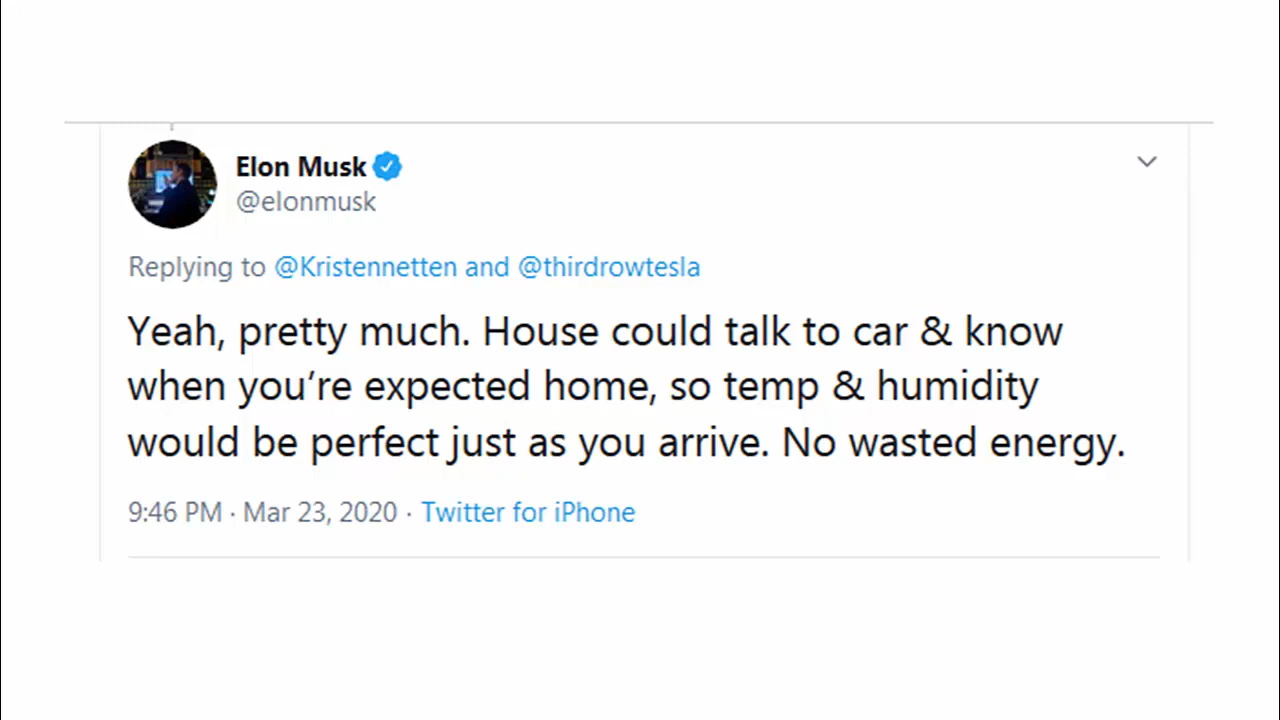 Elon Musk
@elonmusk
Replying to @Kristennetten and @thirdrowtesla
Yeah, pretty much. House could talk to car & know
when you’re expected home, so temp & humidity
would be perfect just as you arrive. No wasted energy.
9:46 PM · Mar 23, 2020 · Twitter for iPhone